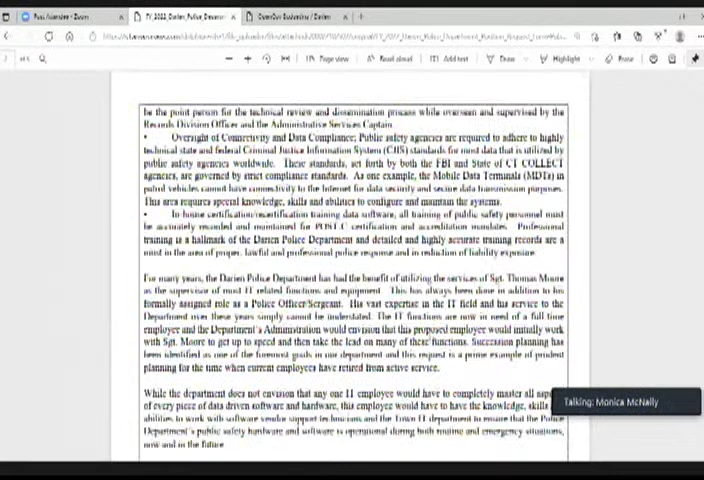 Page view
Read aloud
Add text
Draw
Highlight
Erase
be the point person for the technical review and dissemination process while overseen and supervised by the
Records Division Officer and the Administrative Services Captain.
• Oversight of Connectivity and Data Compliance; Public safety agencies are required to adhere to highly
technical state and federal Criminal Justice Information System (CJIS) standards for most data that is utilized by
public safety agencies worldwide. These standards, set forth by both the FBI and State of CT COLLECT
agencies, are governed by strict compliance standards. As one example, the Mobile Data Terminals (MDTs) in
patrol vehicles cannot have connectivity to the Internet for data security and secure data transmission purposes.
This area requires special knowledge, skills and abilities to configure and maintain the systems.
• In-house certification/recertification training data software, all training of public safety personnel must
be accurately recorded and maintained for POST-C certification and accreditation mandates. Professional
training is a hallmark of the Darien Police Department and detailed and highly accurate training records are a
must in the area of proper, lawful and professional police response and in reduction of liability exposure.
For many years, the Darien Police Department has had the benefit of utilizing the services of Sgt. Thomas Moore
as the supervisor of most IT related functions and equipment. This has always been done in addition to his
formally assigned role as a Police Officer/Sergeant. His vast expertise in the IT field and his service to the
Department over these years simply cannot be understated. The IT functions are now in need of a full time
employee and the Department's Administration would envision that this proposed employee would initially work
with Sgt. Moore to get up to speed and then take the lead on many of these functions. Succession planning has
been identified as one of the foremost goals in our department and this request is a prime example of prudent
planning for the time when current employees have retired from active service.
While the department does not envision that any one IT employee would have to completely master all
of every piece of data driven software and hardware, this employee would have to have the knowledge, skills
abilities to work with software vendor support technicians and the Town IT department to ensure that the Police
Department's public safety hardware and software is operational during both routine and emergency situations,
now and in the future
Talking: Monica McNally